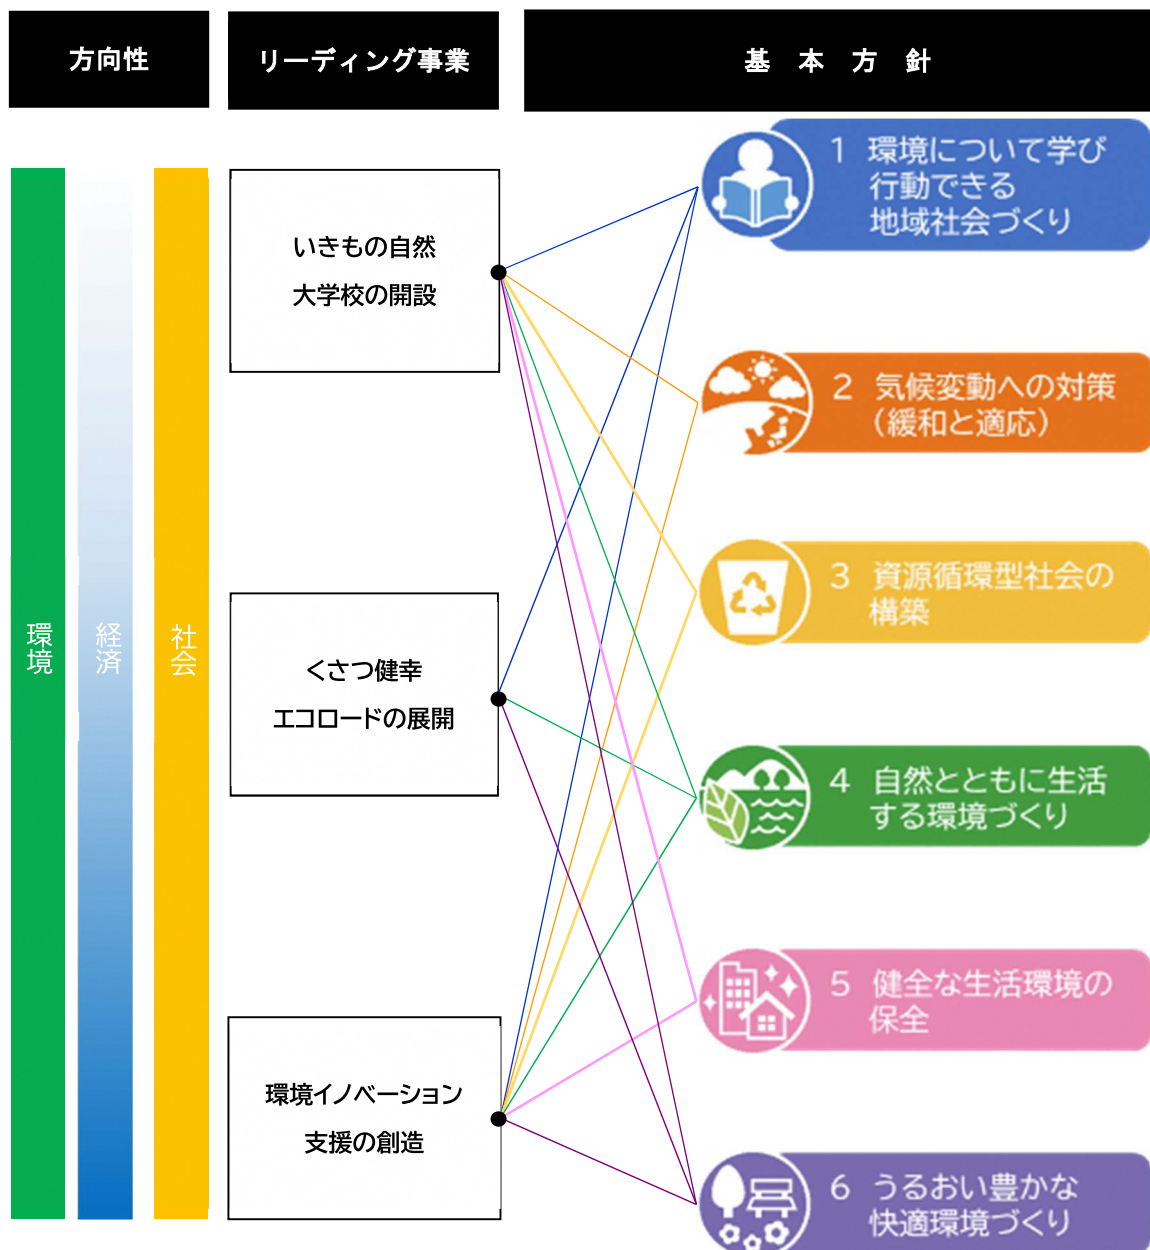 方向性
リーディング事業
基本方針
環境
経済
社会
いきもの自然
大学校の開設
くさつ健幸
エコロードの展開
環境イノベーション
支援の創造
1 環境について学び
行動できる
地域社会づくり
2 気候変動への対策
（緩和と適応）
3 資源循環型社会の
構築
4 自然とともに生活
する環境づくり
5 健全な生活環境の
保全
6 うるおい豊かな
快適環境づくり